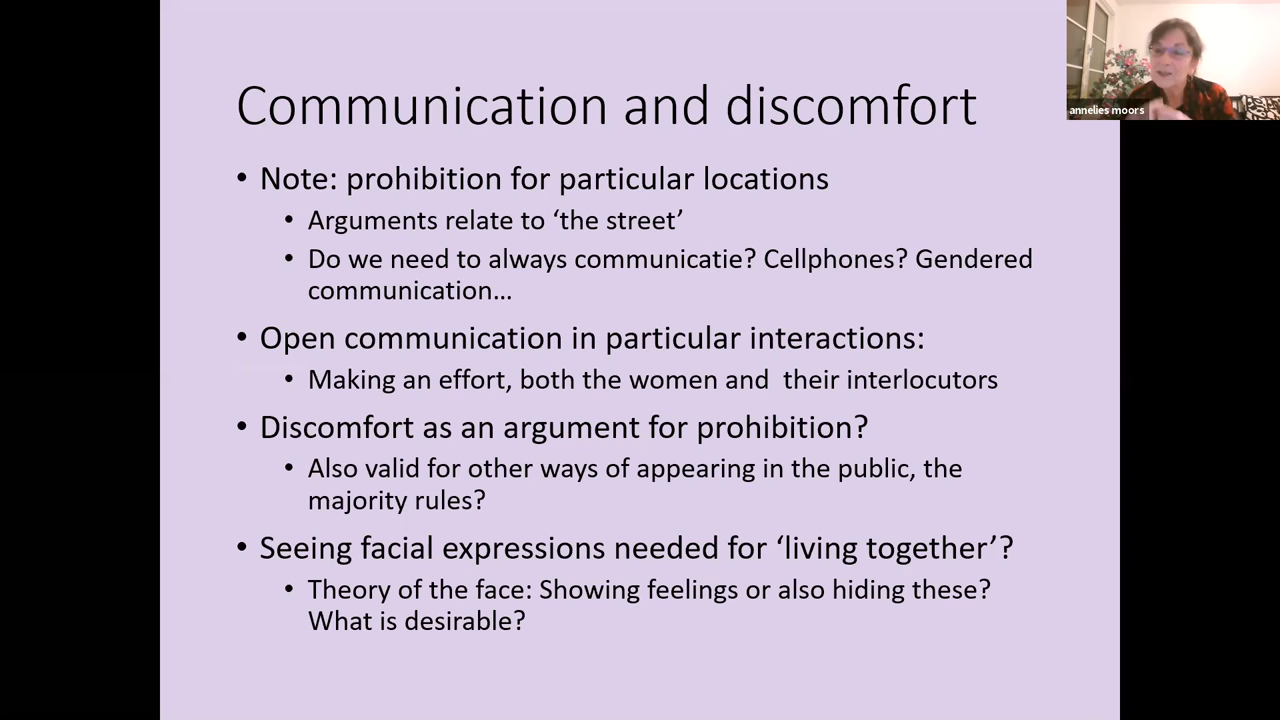 Communication and discomfort
• Note: prohibition for particular locations
• Arguments relate to ‘the street’
• Do we need to always communicatie? Cellphones? Gendered
communication…
• Open communication in particular interactions:
• Making an effort, both the women and  their interlocutors
• Discomfort as an argument for prohibition?
• Also valid for other ways of appearing in the public, the
majority rules?
• Seeing facial expressions needed for ‘living together’?
• Theory of the face: Showing feelings or also hiding these?
What is desirable?
annelies moors